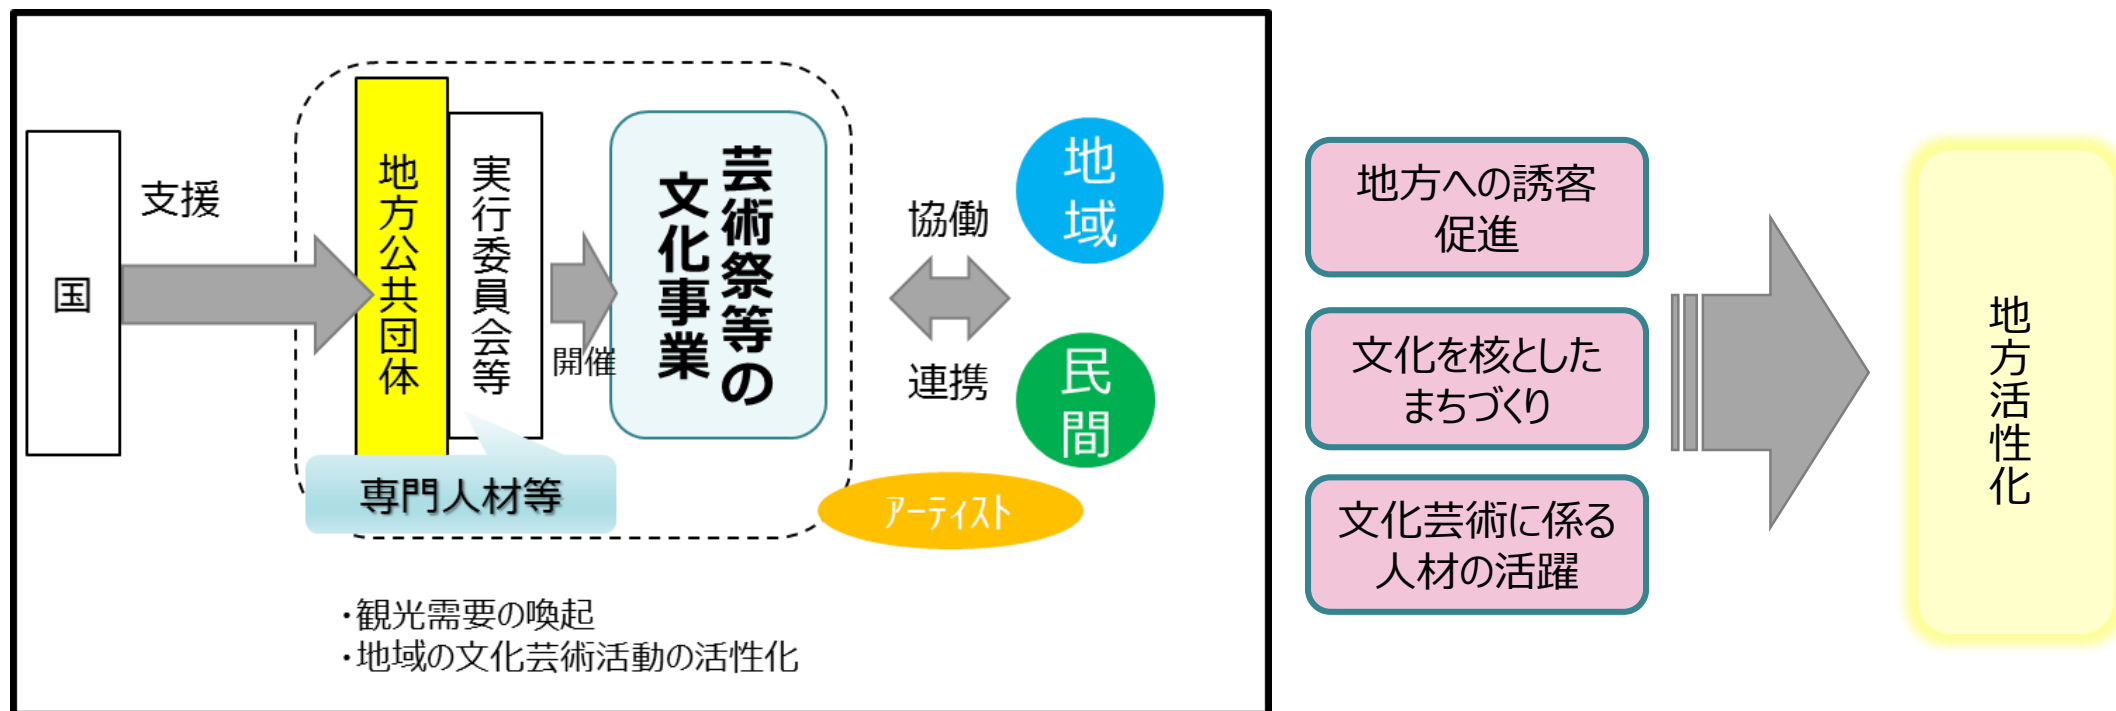 国
支援
地方公共団体
実行委員会等
専門人材等
開催
芸術祭等の
文化事業
協働
連携
地域
民間
アーティスト
・観光需要の喚起
・地域の文化芸術活動の活性化
地方への誘客
促進
文化を核とした
まちづくり
文化芸術に係る
人材の活躍
地方活性化